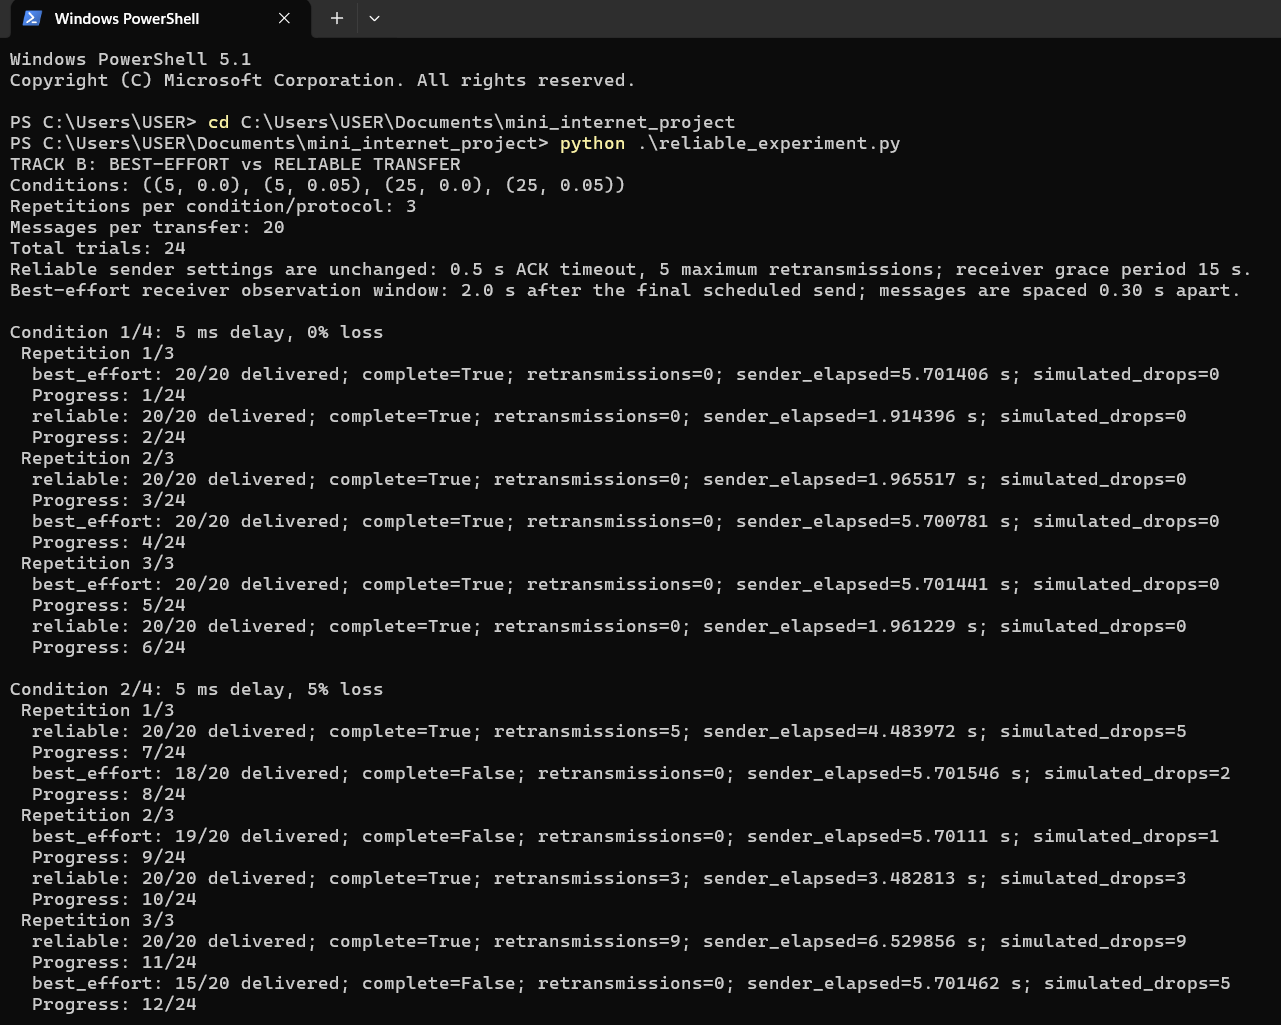 Windows PowerShell
Windows PowerShell 5.1
Copyright (C) Microsoft Corporation. All rights reserved.
PS C:\Users\USER> cd C:\Users\USER\Documents\mini_internet_project
PS C:\Users\USER\Documents\mini_internet_project> python .\reliable_experiment.py
TRACK B: BEST-EFFORT vs RELIABLE TRANSFER
Conditions: ((5, 0.0), (5, 0.05), (25, 0.0), (25, 0.05))
Repetitions per condition/protocol: 3
Messages per transfer: 20
Total trials: 24
Reliable sender settings are unchanged: 0.5 s ACK timeout, 5 maximum retransmissions; receiver grace period 15 s.
Best-effort receiver observation window: 2.0 s after the final scheduled send; messages are spaced 0.30 s apart.
Condition 1/4: 5 ms delay, 0% loss
Repetition 1/3
best_effort: 20/20 delivered; complete=True; retransmissions=0; sender_elapsed=5.701406 s; simulated_drops=0
Progress: 1/24
reliable: 20/20 delivered; complete=True; retransmissions=0; sender_elapsed=1.914396 s; simulated_drops=0
Progress: 2/24
Repetition 2/3
reliable: 20/20 delivered; complete=True; retransmissions=0; sender_elapsed=1.965517 s; simulated_drops=0
Progress: 3/24
best_effort: 20/20 delivered; complete=True; retransmissions=0; sender_elapsed=5.700781 s; simulated_drops=0
Progress: 4/24
Repetition 3/3
best_effort: 20/20 delivered; complete=True; retransmissions=0; sender_elapsed=5.701441 s; simulated_drops=0
Progress: 5/24
reliable: 20/20 delivered; complete=True; retransmissions=0; sender_elapsed=1.961229 s; simulated_drops=0
Progress: 6/24
Condition 2/4: 5 ms delay, 5% loss
Repetition 1/3
reliable: 20/20 delivered; complete=True; retransmissions=5; sender_elapsed=4.483972 s; simulated_drops=5
Progress: 7/24
best_effort: 18/20 delivered; complete=False; retransmissions=0; sender_elapsed=5.701546 s; simulated_drops=2
Progress: 8/24
Repetition 2/3
best_effort: 19/20 delivered; complete=False; retransmissions=0; sender_elapsed=5.70111 s; simulated_drops=1
Progress: 9/24
reliable: 20/20 delivered; complete=True; retransmissions=3; sender_elapsed=3.482813 s; simulated_drops=3
Progress: 10/24
Repetition 3/3
reliable: 20/20 delivered; complete=True; retransmissions=9; sender_elapsed=6.529856 s; simulated_drops=9
Progress: 11/24
best_effort: 15/20 delivered; complete=False; retransmissions=0; sender_elapsed=5.701462 s; simulated_drops=5
Progress: 12/24